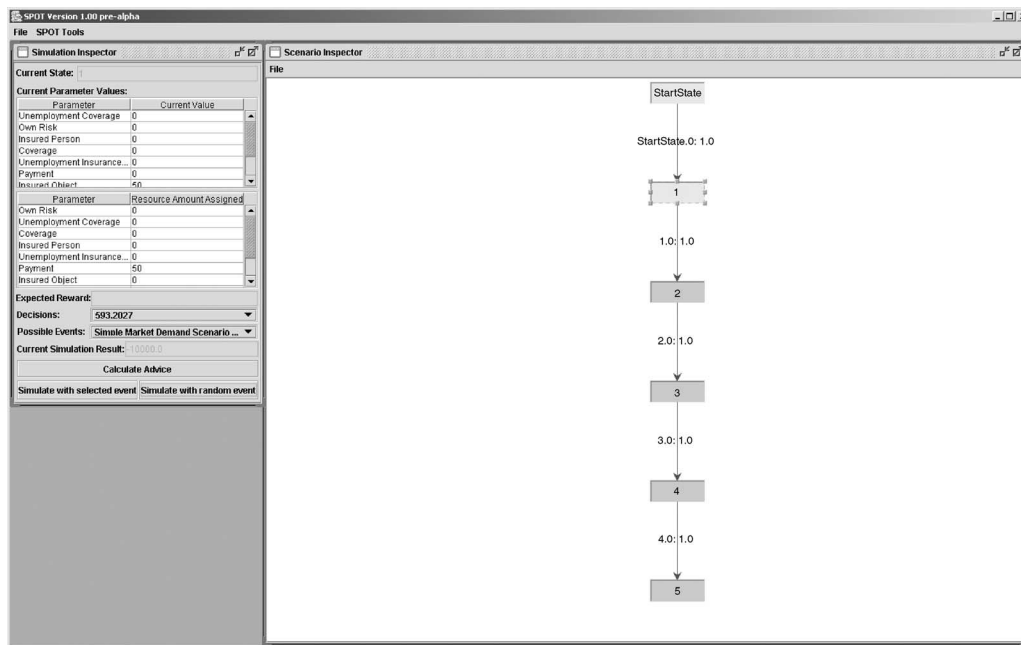 SPOT Version 1.00 pre-alpha
File SPOT Tools
Simulation Inspector
Current State: 1
Current Parameter Values:
Parameter Current Value
Unemployment Coverage 0
Own Risk 0
Insured Person 0
Coverage 0
Unemployment Insurance... 0
Payment 0
Insured Object 50
Parameter Resource Amount Assigned
Own Risk 0
Unemployment Coverage 0
Coverage 0
Insured Person 0
Unemployment Insurance... 0
Payment 50
Insured Object 0
Expected Reward:
Decisions: 593.2027
Possible Events: Simple Market Demand Scenario ...
Current Simulation Result: -10000.0
Calculate Advice
Simulate with selected event Simulate with random event
Scenario Inspector
File
StartState
StartState.0: 1.0
1
1.0: 1.0
2
2.0: 1.0
3
3.0: 1.0
4
4.0: 1.0
5